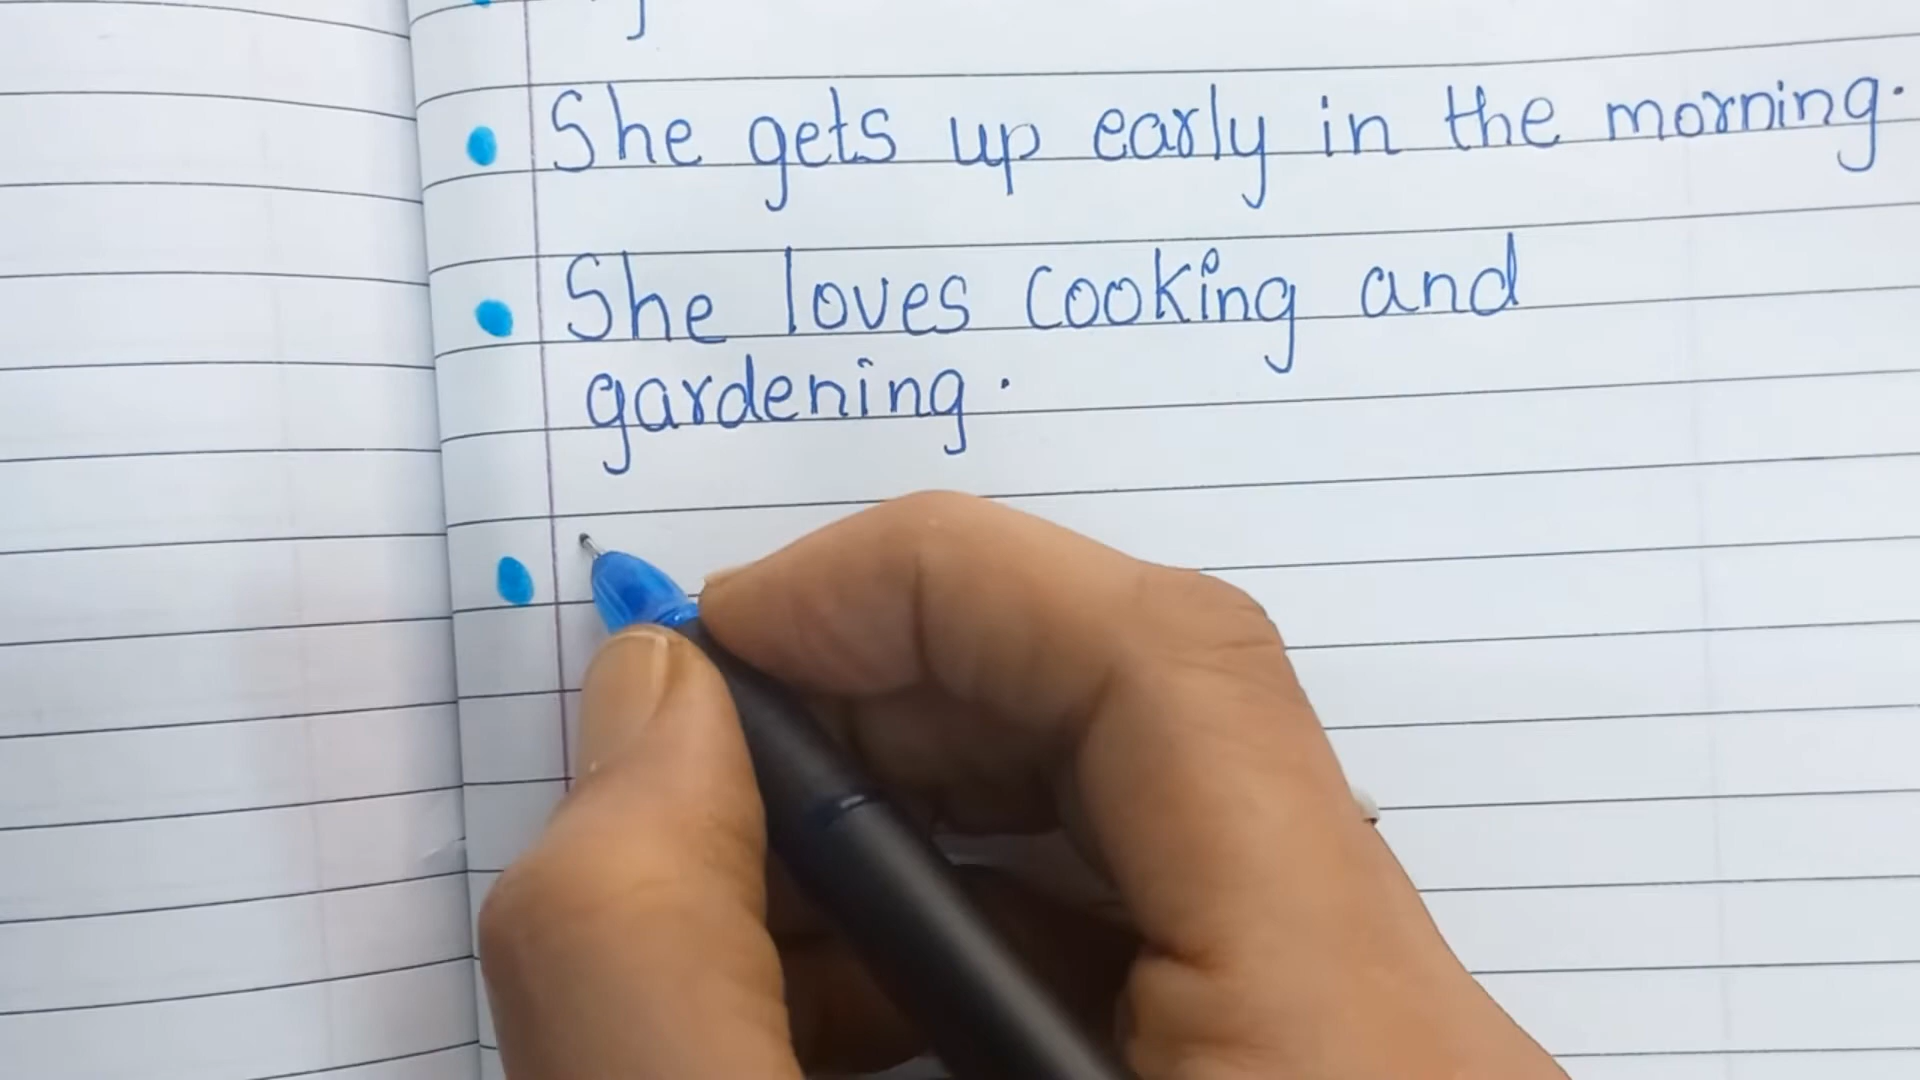 She gets up early in the morning.
She loves cooking and
gardening.